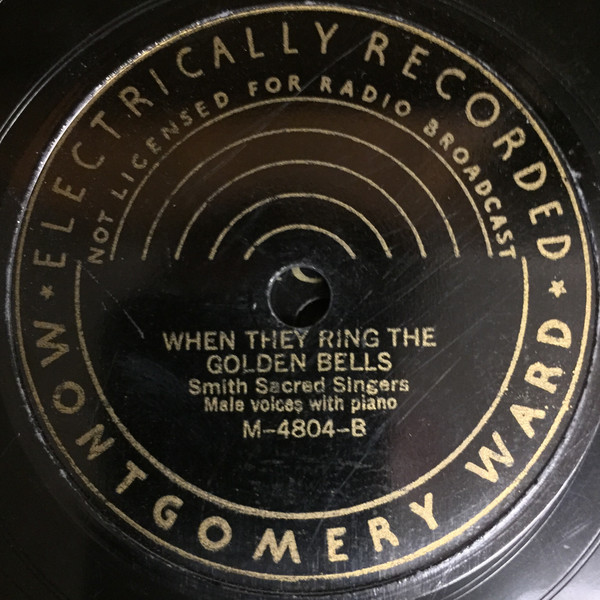 ELECTRICALLY RECORDED
NOT LICENSED FOR RADIO BROADCAST
WHEN THEY RING THE
GOLDEN BELLS
Smith Sacred Singers
Male voices with piano
M-4804-B
MONTGOMERY WARD